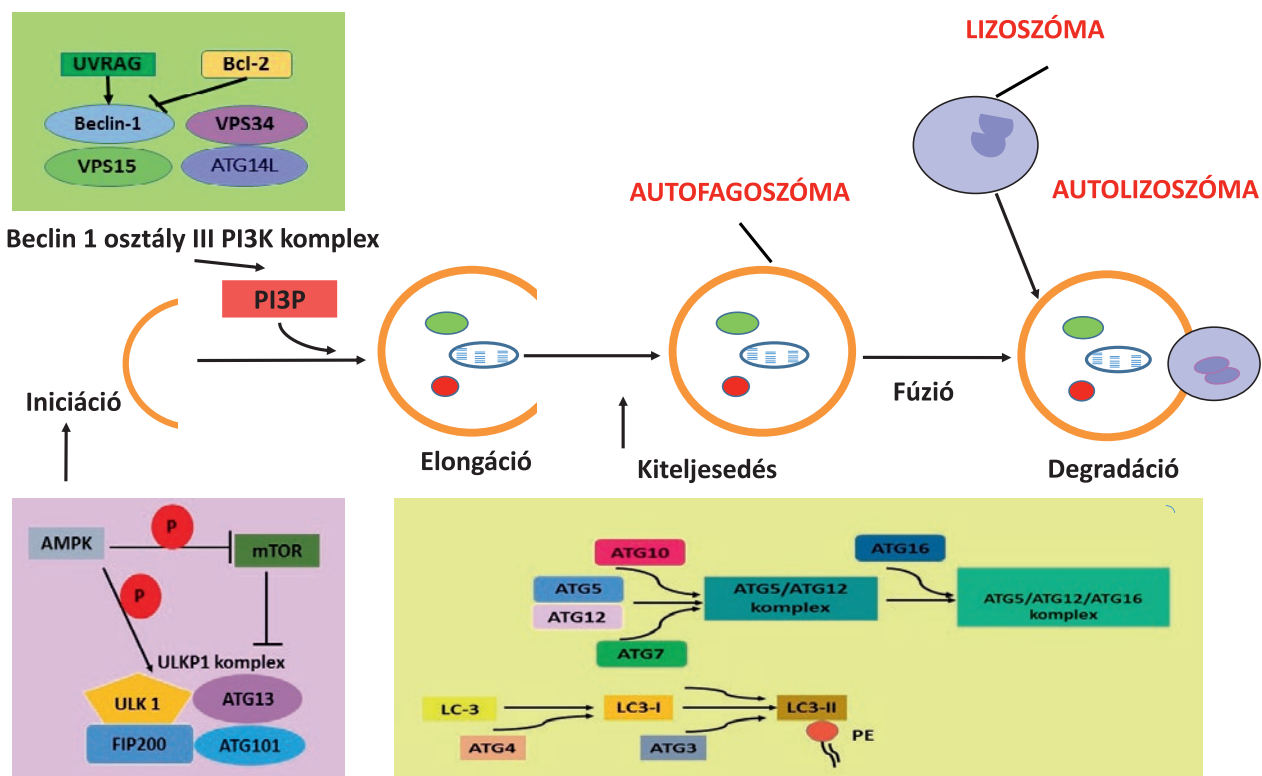 UVRAG
Bcl-2
Beclin-1
VPS34
VPS15
ATG14L
Beclin 1 osztály III PI3K komplex
PI3P
LIZOSZÓMA
AUTOFAGOSZÓMA
AUTOLIZOSZÓMA
Iniciáció
Elongáció
Kiteljesedés
Fúzió
Degradáció
AMPK
P
mTOR
P
ULKP1 komplex
ULK 1
ATG13
FIP200
ATG101
ATG10
ATG16
ATG5
ATG12
ATG5/ATG12
komplex
ATG5/ATG12/ATG16
komplex
ATG7
LC-3
LC3-I
LC3-II
ATG4
ATG3
PE